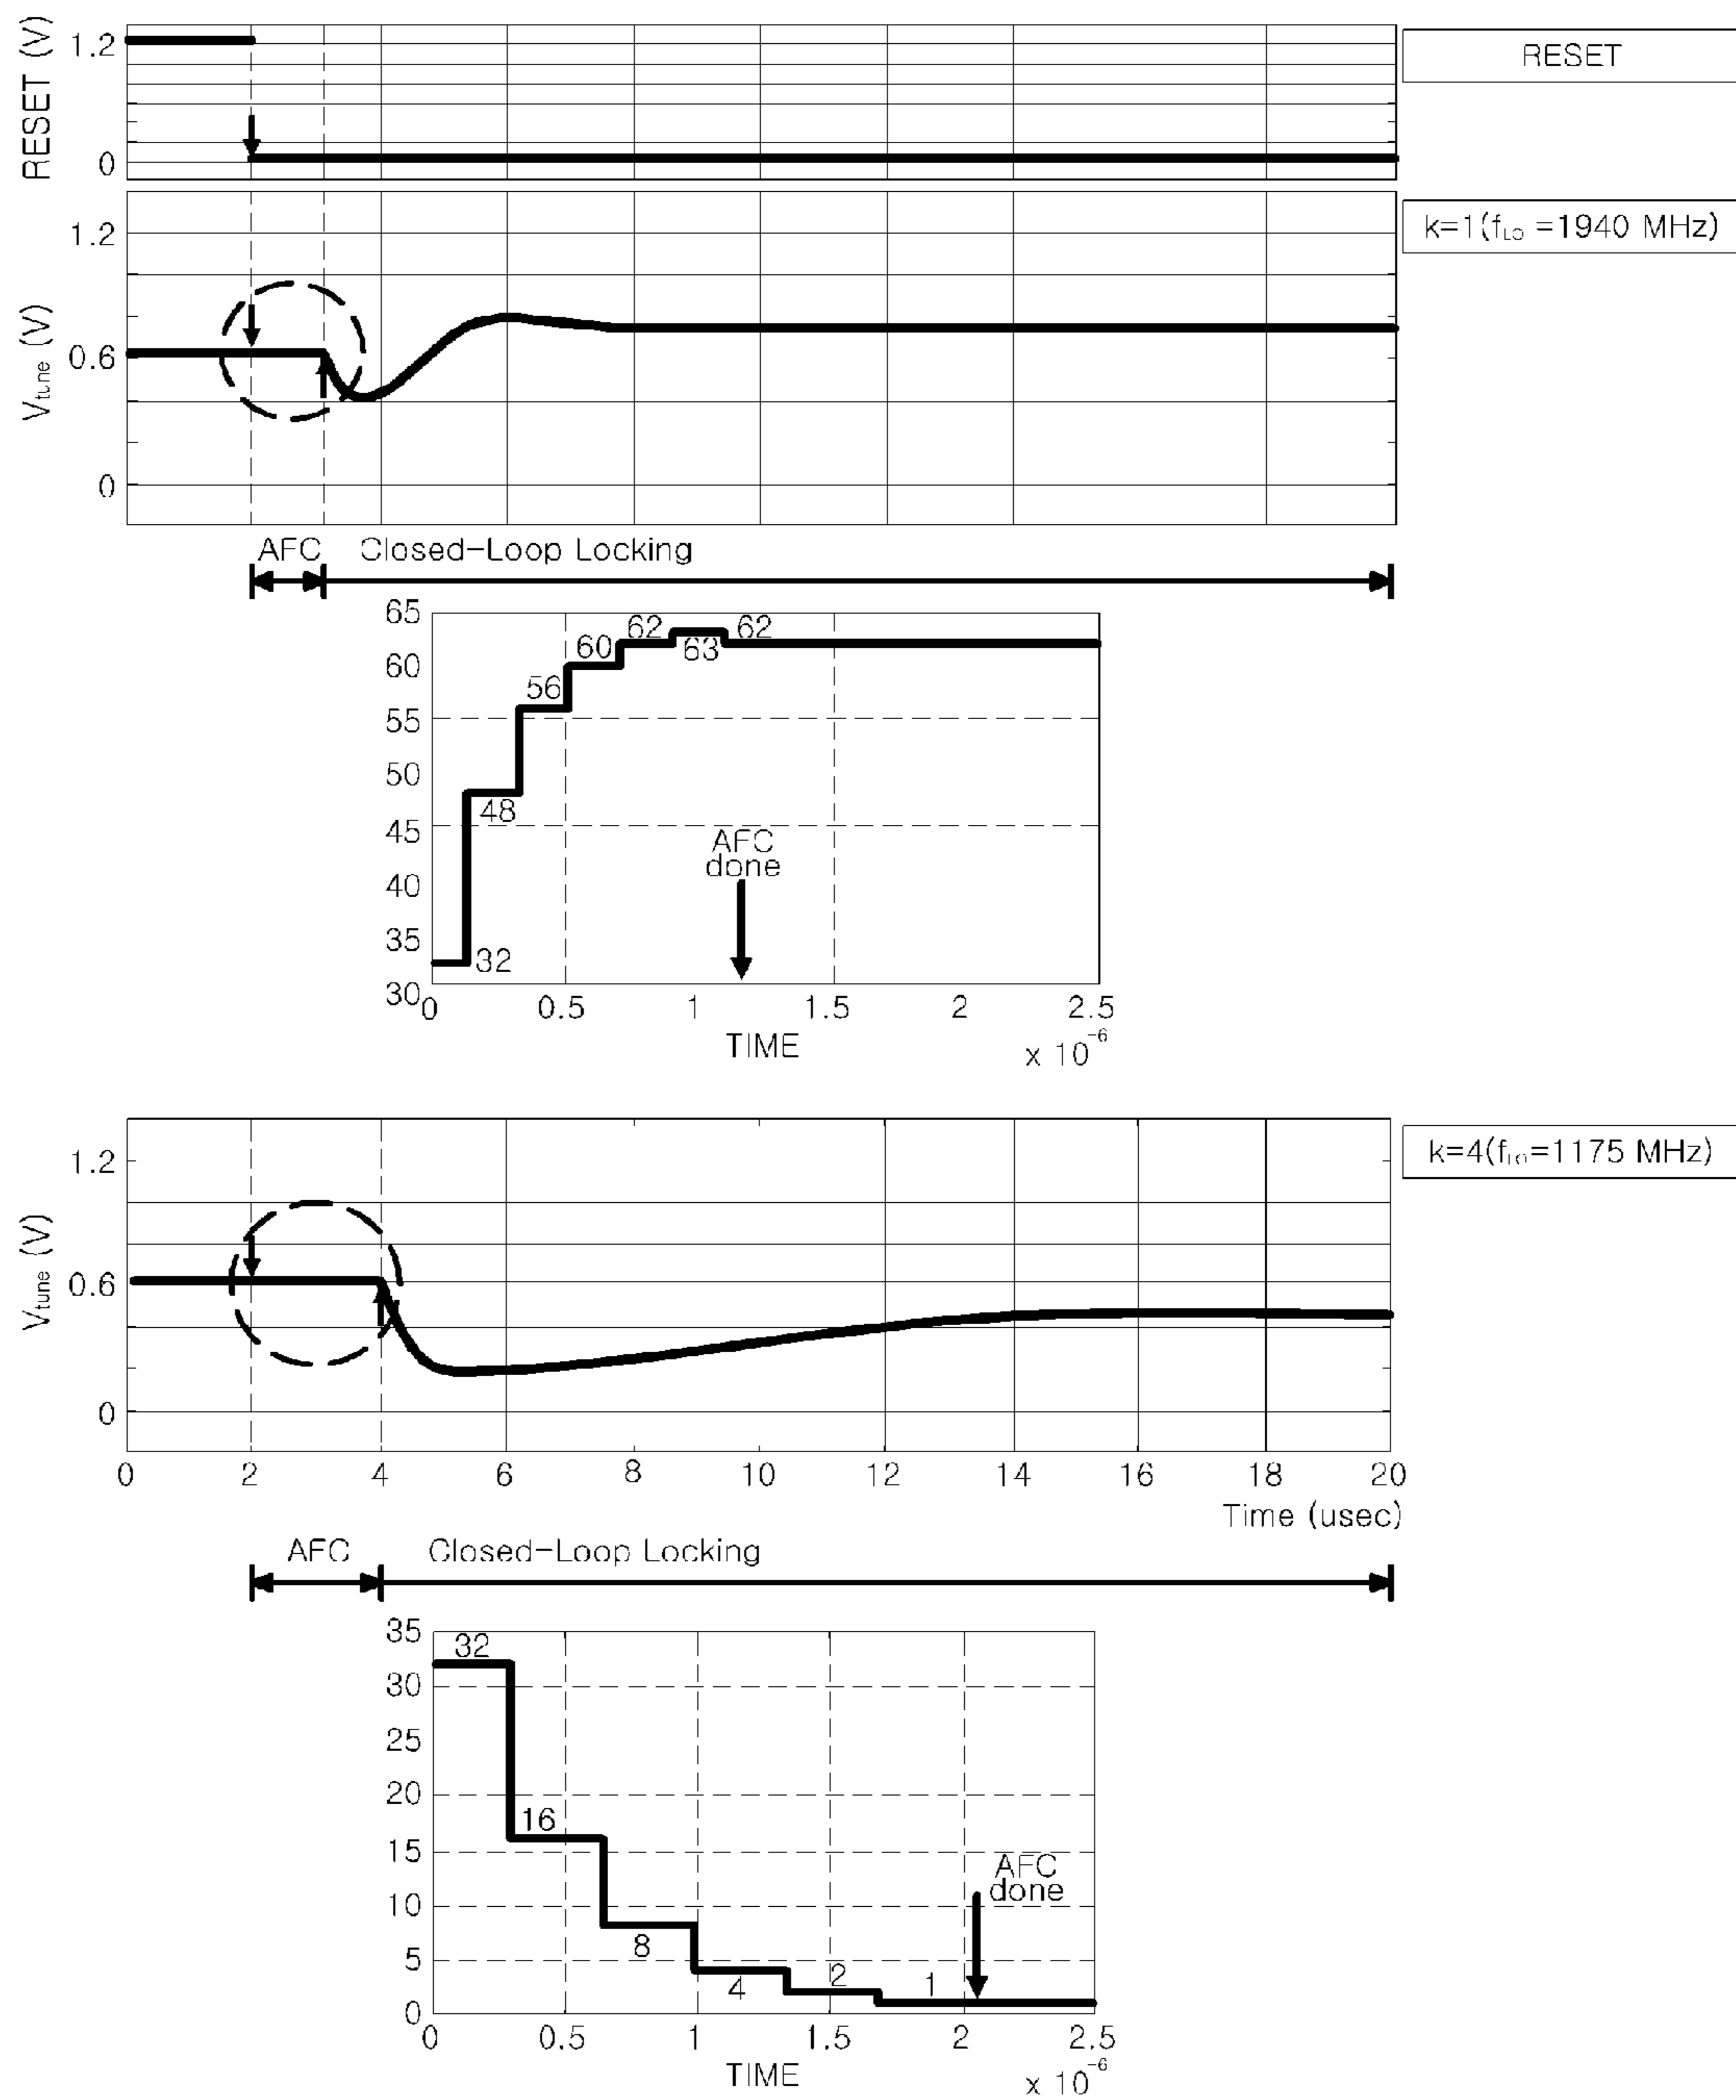 RESET (V)
1.2
0
RESET
Vtune (V)
1.2
0.6
0
k=1(fLO =1940 MHz)
AFC Closed-Loop Locking
65
60
55
50
45
40
35
30
32
48
56
60
62
63
62
AFC
done
0 0.5 1 1.5 2 2.5
TIME
x 10-6
Vtune (V)
1.2
0.6
0
k=4(fLO=1175 MHz)
0 2 4 6 8 10 12 14 16 18 20
Time (usec)
AFC Closed-Loop Locking
35
30
25
20
15
10
5
0
32
16
8
4
2
1
AFC
done
0 0.5 1 1.5 2 2.5
TIME
x 10-6